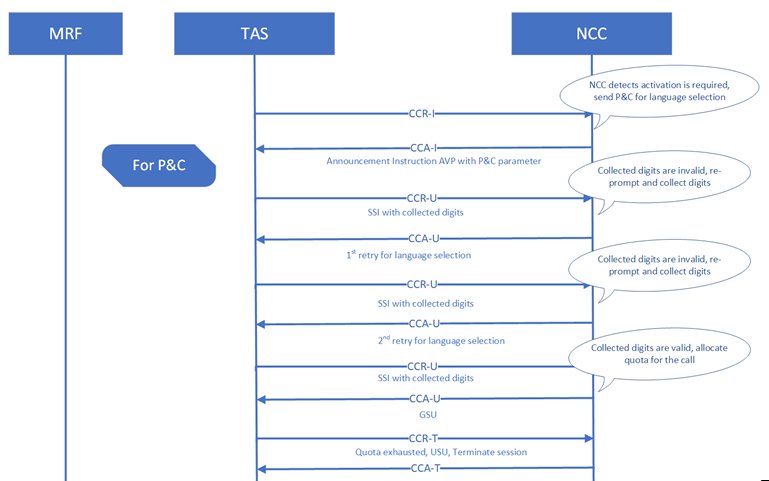 MRF
TAS
NCC
NCC detects activation is required,
send P&C for language selection
CCR-I
CCA-I
Announcement Instruction AVP with P&C parameter
For P&C
Collected digits are invalid, re-
prompt and collect digits
CCR-U
SSI with collected digits
CCA-U
1st retry for language selection
Collected digits are invalid, re-
prompt and collect digits
CCR-U
SSI with collected digits
CCA-U
2nd retry for language selection
Collected digits are valid, allocate
quota for the call
CCR-U
SSI with collected digits
CCA-U
GSU
CCR-T
Quota exhausted, USU, Terminate session
CCA-T